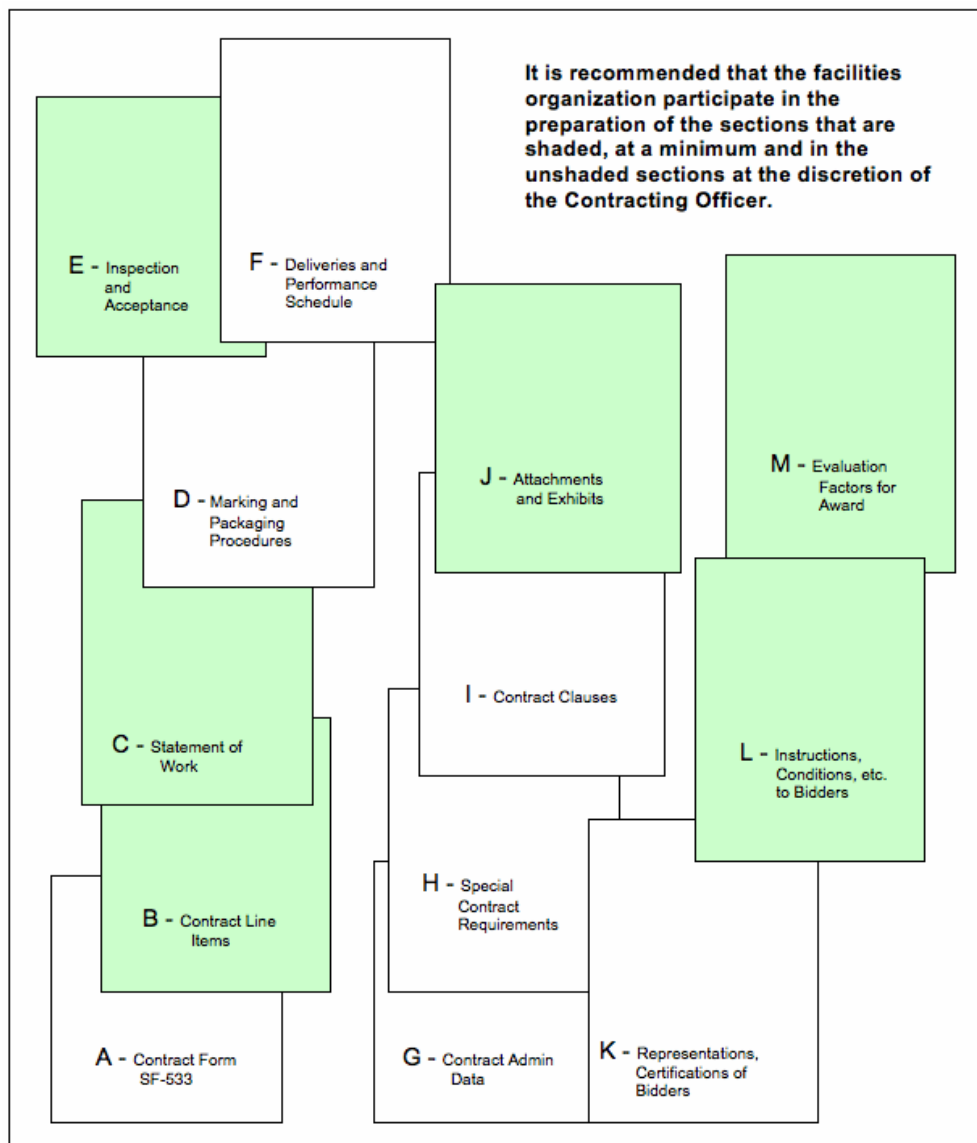 It is recommended that the facilities
organization participate in the
preparation of the sections that are
shaded, at a minimum and in the
unshaded sections at the discretion of
the Contracting Officer.
E - Inspection
and
Acceptance
F - Deliveries and
Performance
Schedule
D - Marking and
Packaging
Procedures
C - Statement of
Work
B - Contract Line
Items
A - Contract Form
SF-533
J - Attachments
and Exhibits
I - Contract Clauses
H - Special
Contract
Requirements
G - Contract Admin
Data
M - Evaluation
Factors for
Award
L - Instructions,
Conditions, etc.
to Bidders
K - Representations,
Certifications of
Bidders